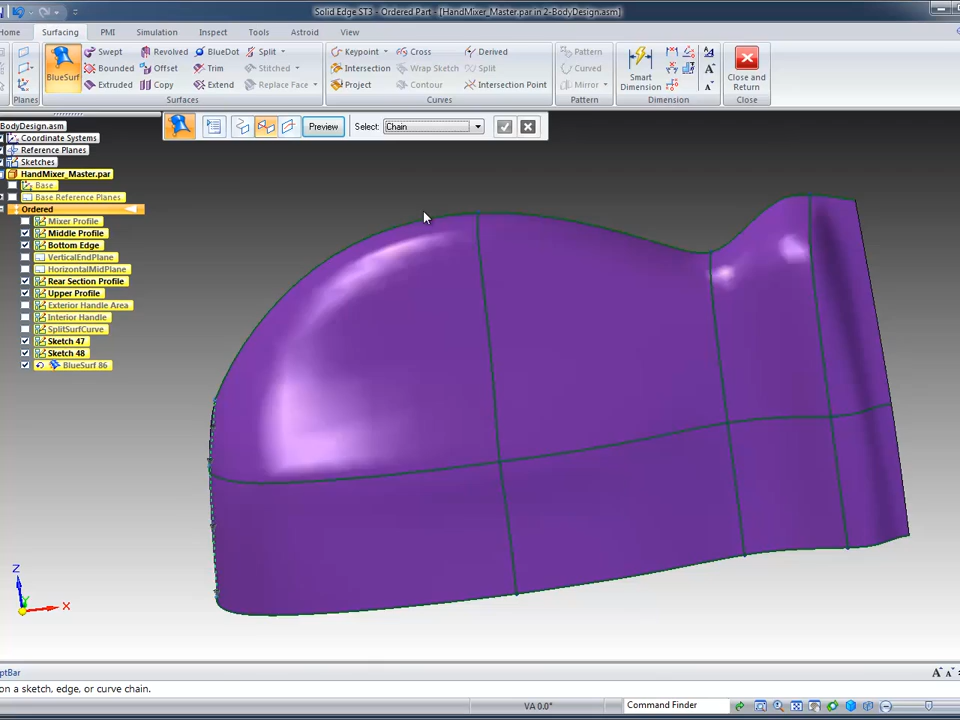 Solid Edge ST3 - Ordered Part - [HandMixer_Master.par in 2-BodyDesign.asm]
Home Surfacing PMI Simulation Inspect Tools Astroid View
Planes
BlueSurf
Swept Revolved BlueDot Split
Bounded Offset Trim Stitched
Extruded Copy Extend Replace Face
Surfaces
Keypoint Cross Derived
Intersection Wrap Sketch Split
Project Contour Intersection Point
Curves
Pattern
Curved
Mirror
Pattern
Smart
Dimension
Dimension
Close and
Return
Close
Preview Select: Chain
BodyDesign.asm
Coordinate Systems
Reference Planes
Sketches
HandMixer_Master.par
Base
Base Reference Planes
Ordered
Mixer Profile
Middle Profile
Bottom Edge
VerticalEndPlane
HorizontalMidPlane
Rear Section Profile
Upper Profile
Exterior Handle Area
Interior Handle
SplitSurfCurve
Sketch 47
Sketch 48
BlueSurf 86
Z
Y
X
ptBar
on a sketch, edge, or curve chain.
VA 0.0° Command Finder